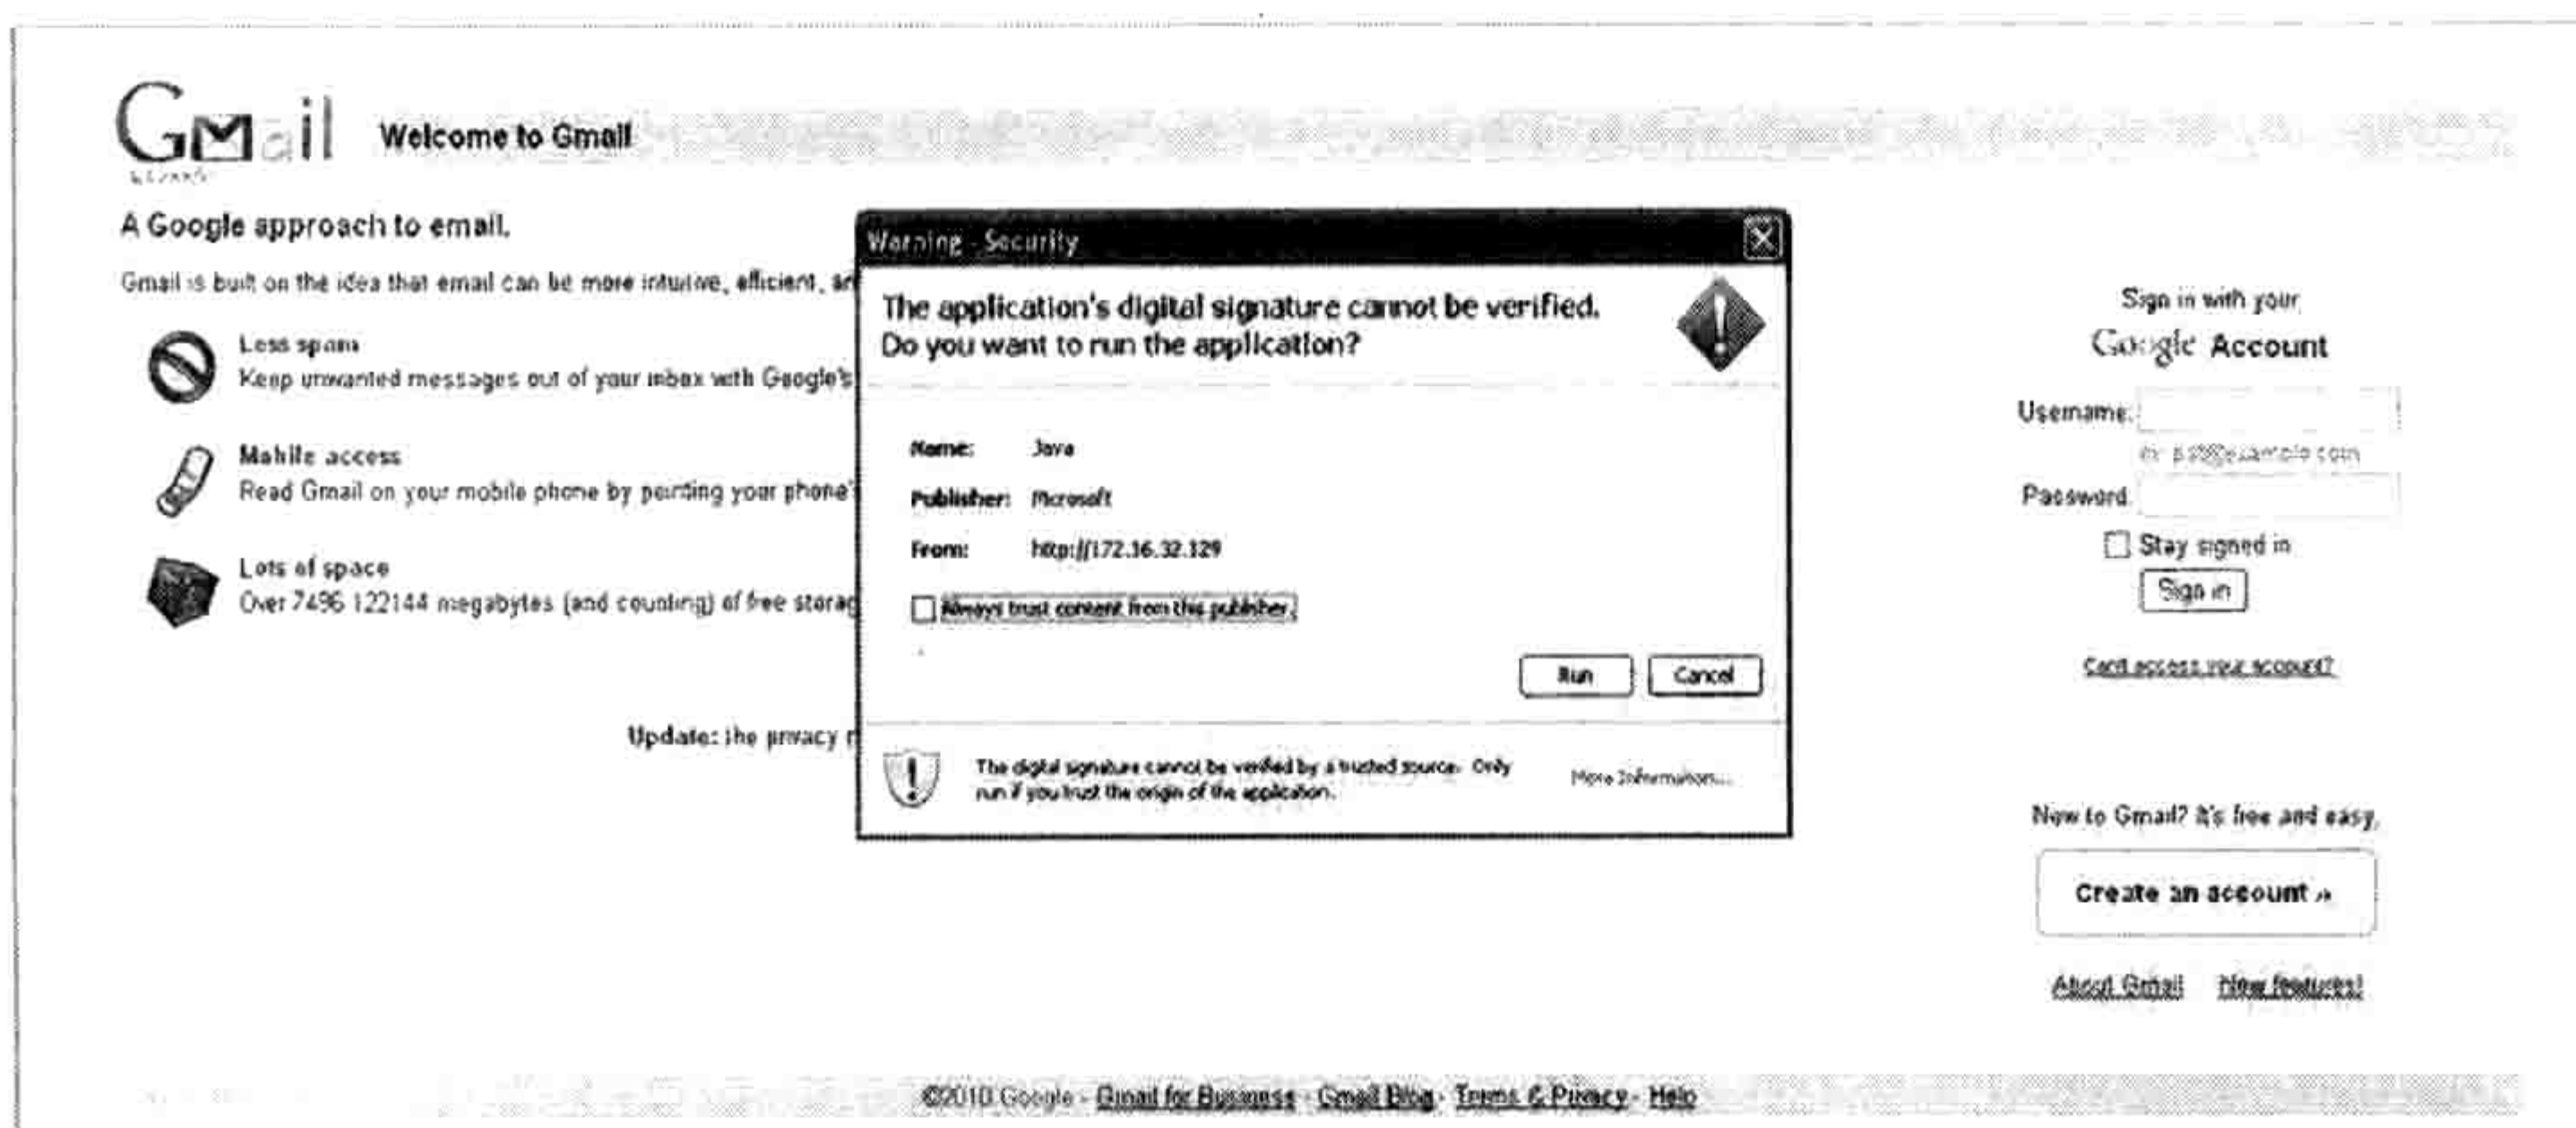 Gmail
Welcome to Gmail
A Google approach to email.
Gmail is built on the idea that email can be more intuitive, efficient, an
Less spam
Keep unwanted messages out of your inbox with Google's
Mobile access
Read Gmail on your mobile phone by pointing your phone'
Lots of space
Over 7496 122144 megabytes (and counting) of free storag
Update: the privacy
Warning - Security
The application's digital signature cannot be verified.
Do you want to run the application?
Name: Java
Publisher: Microsoft
From: http://172.16.32.129
Always trust content from this publisher.
Run Cancel
The digital signature cannot be verified by a trusted source. Only
run if you trust the origin of the application.
More Information...
Sign in with your
Google Account
Username:
Password:
Stay signed in
Sign in
Can't access your account?
New to Gmail? It's free and easy.
Create an account »
About Gmail New features!
©2010 Google - Gmail for Business - Gmail Blog - Terms & Privacy - Help